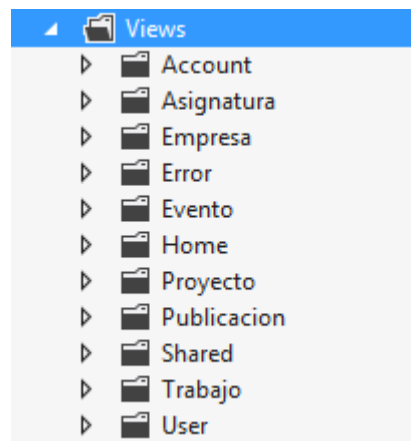 Views
Account
Asignatura
Empresa
Error
Evento
Home
Proyecto
Publicacion
Shared
Trabajo
User